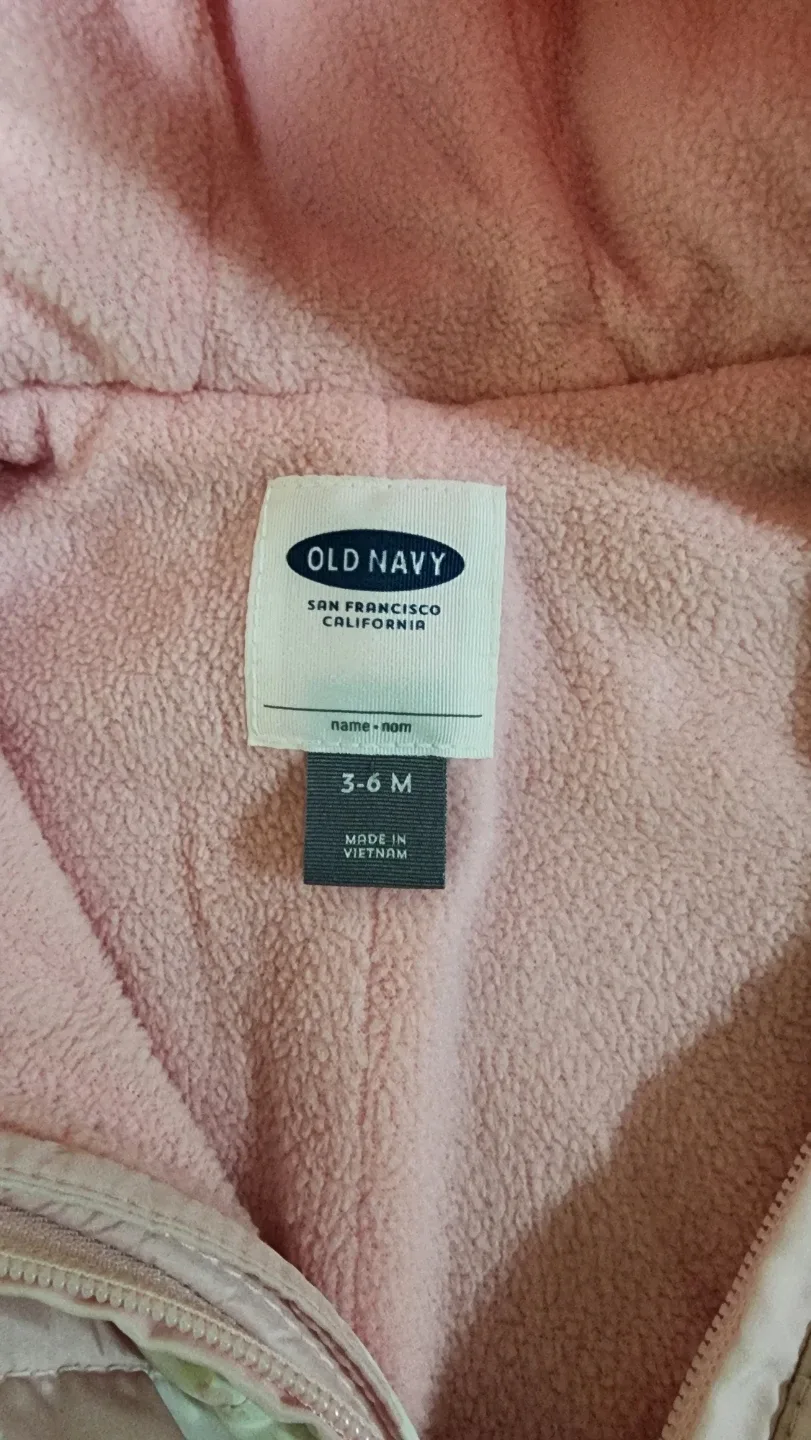 OLD NAVY
SAN FRANCISCO
CALIFORNIA
name • nom
3-6 M
MADE IN
VIETNAM